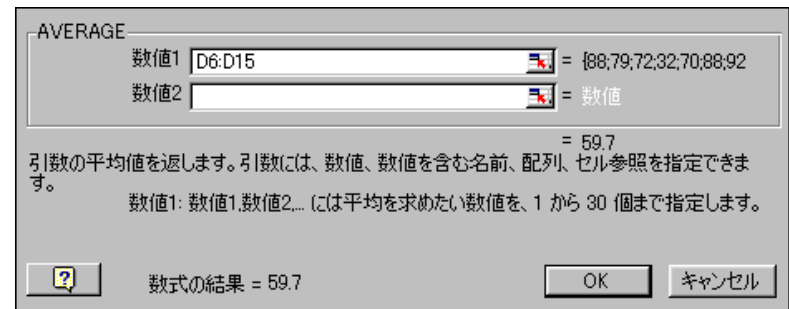 AVERAGE
数値1 D6:D15 = {88;79;72;32;70;88;92
数値2 = 数値
= 59.7
引数の平均値を返します。引数には、数値、数値を含む名前、配列、セル参照を指定できま
す。
数値1: 数値1,数値2,... には平均を求めたい数値を、1 から 30 個まで指定します。
数式の結果 = 59.7 OK キャンセル